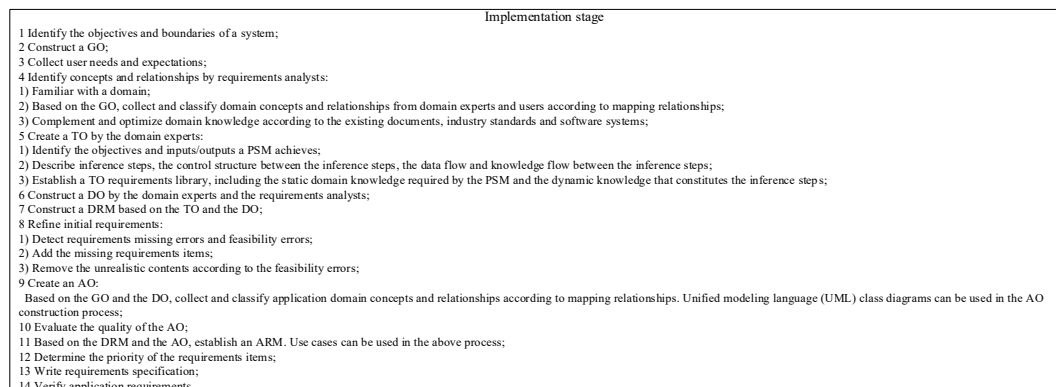 Implementation stage
1 Identify the objectives and boundaries of a system;
2 Construct a GO;
3 Collect user needs and expectations;
4 Identify concepts and relationships by requirements analysts:
1) Familiar with a domain;
2) Based on the GO, collect and classify domain concepts and relationships from domain experts and users according to mapping relationships;
3) Complement and optimize domain knowledge according to the existing documents, industry standards and software systems;
5 Create a TO by the domain experts:
1) Identify the objectives and inputs/outputs a PSM achieves;
2) Describe inference steps, the control structure between the inference steps, the data flow and knowledge flow between the inference steps;
3) Establish a TO requirements library, including the static domain knowledge required by the PSM and the dynamic knowledge that constitutes the inference steps;
6 Construct a DO by the domain experts and the requirements analysts;
7 Construct a DRM based on the TO and the DO;
8 Refine initial requirements:
1) Detect requirements missing errors and feasibility errors;
2) Add the missing requirements items;
3) Remove the unrealistic contents according to the feasibility errors;
9 Create an AO:
Based on the GO and the DO, collect and classify application domain concepts and relationships according to mapping relationships. Unified modeling language (UML) class diagrams can be used in the AO
construction process;
10 Evaluate the quality of the AO;
11 Based on the DRM and the AO, establish an ARM. Use cases can be used in the above process;
12 Determine the priority of the requirements items;
13 Write requirements specification;
14 Verify application requirements